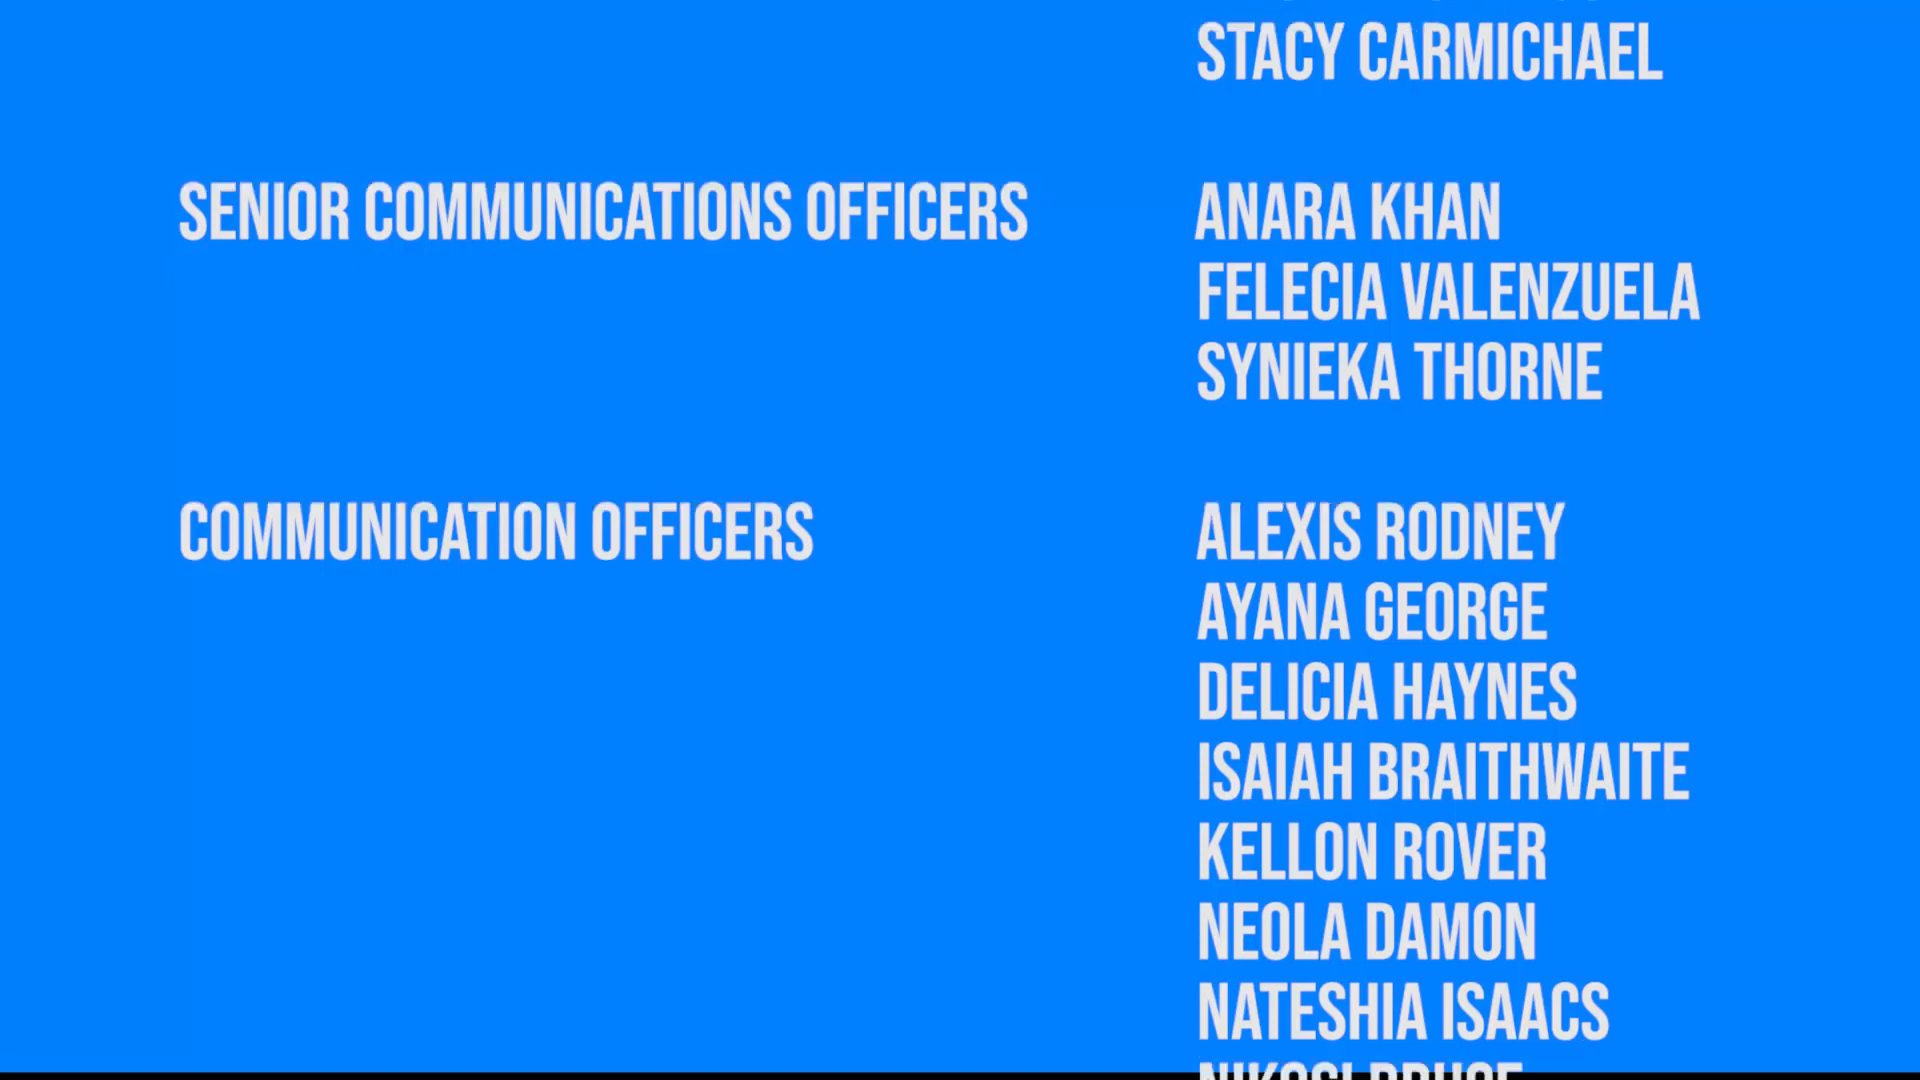 STACY CARMICHAEL
SENIOR COMMUNICATIONS OFFICERS ANARA KHAN
FELECIA VALENZUELA
SYNIEKA THORNE
COMMUNICATION OFFICERS ALEXIS RODNEY
AYANA GEORGE
DELICIA HAYNES
ISAIAH BRAITHWAITE
KELLON ROVER
NEOLA DAMON
NATESHIA ISAACS